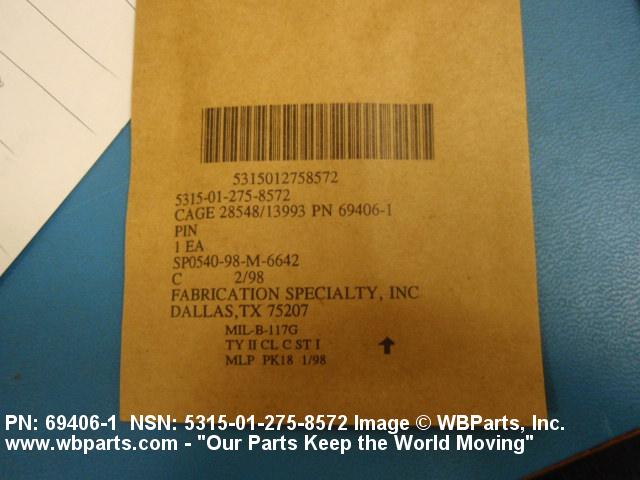 5315012758572
5315-01-275-8572
CAGE 28548/13993 PN 69406-1
PIN
1 EA
SP0540-98-M-6642
C 2/98
FABRICATION SPECIALTY, INC
DALLAS,TX 75207
MIL-B-117G
TY II CL C ST I
MLP PK18 1/98
PN: 69406-1 NSN: 5315-01-275-8572 Image © WBParts, Inc.
www.wbparts.com - "Our Parts Keep the World Moving"